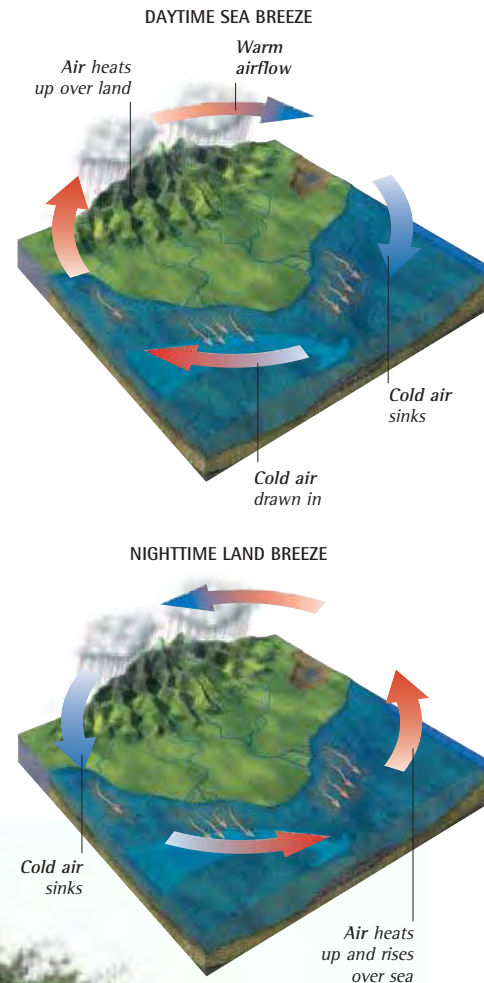 DAYTIME SEA BREEZE
Warm
airflow
Air heats
up over land
Cold air
sinks
Cold air
drawn in
NIGHTTIME LAND BREEZE
Cold air
sinks
Air heats
up and rises
over sea